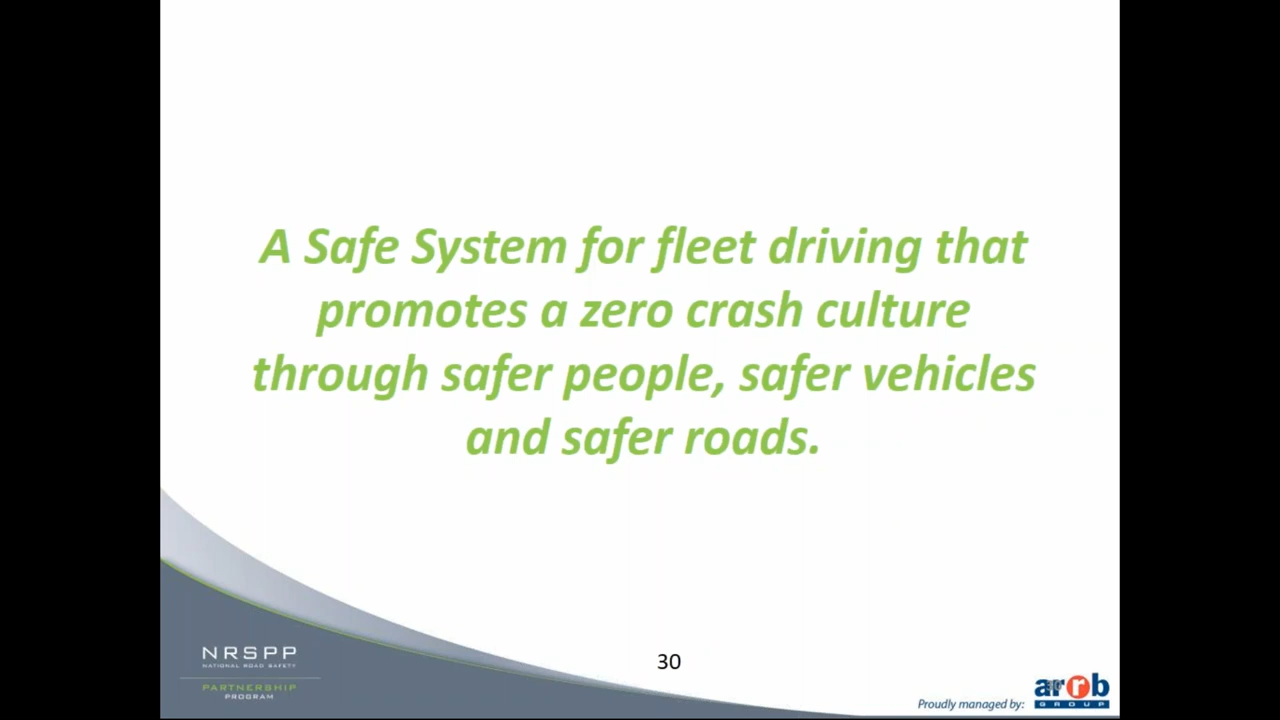 A Safe System for fleet driving that
promotes a zero crash culture
through safer people, safer vehicles
and safer roads.
NRSPP
NATIONAL ROAD SAFETY
PARTNERSHIP
PROGRAM
30
Proudly managed by:
arrb
GROUP